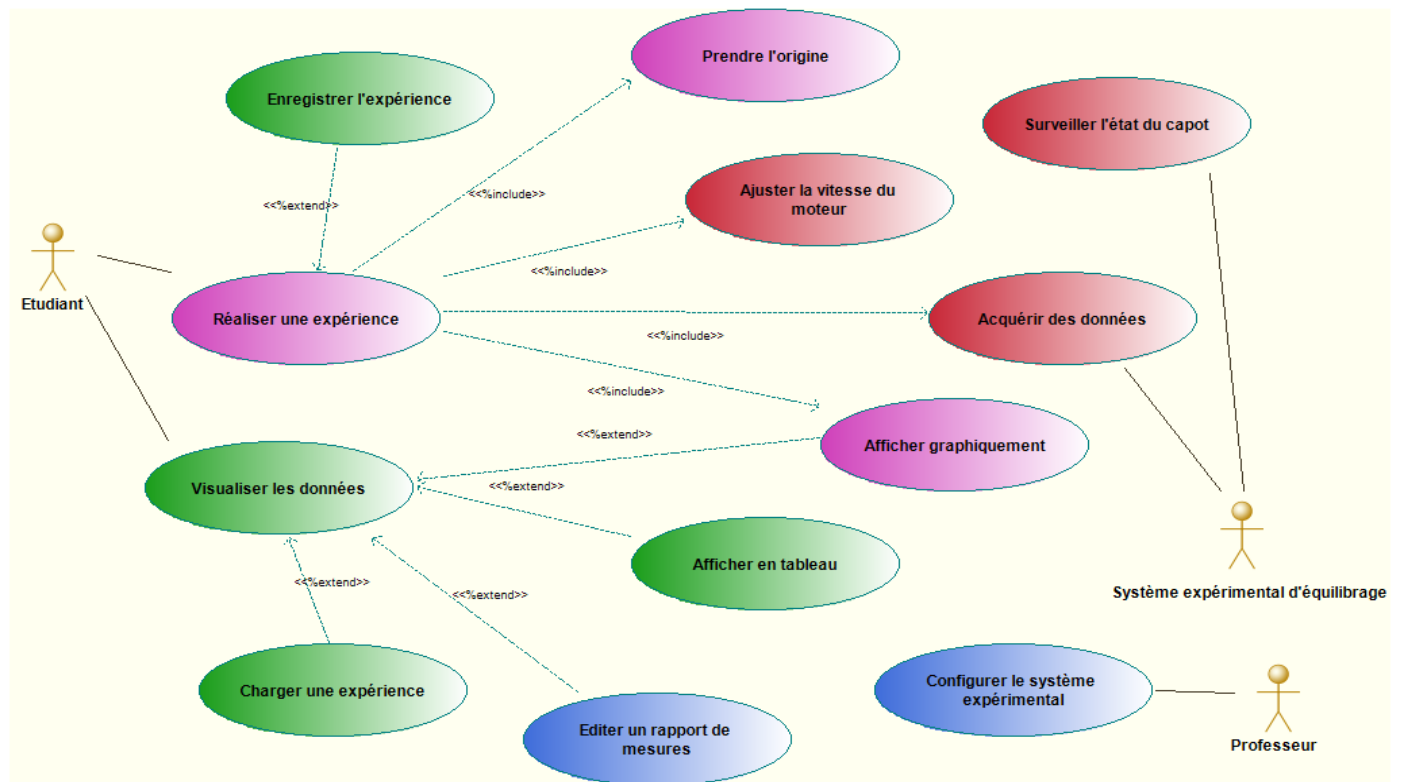 Prendre l'origine
Enregistrer l'expérience
Surveiller l'état du capot
Ajuster la vitesse du
moteur
<<%include>>
<<%extend>>
<<%include>>
Etudiant
Réaliser une expérience
Acquérir des données
<<%include>>
<<%include>>
<<%extend>>
Afficher graphiquement
Visualiser les données
<<%extend>>
Afficher en tableau
<<%extend>>
<<%extend>>
Système expérimental d'équilibrage
Charger une expérience
Configurer le système
expérimental
Editer un rapport de
mesures
Professeur